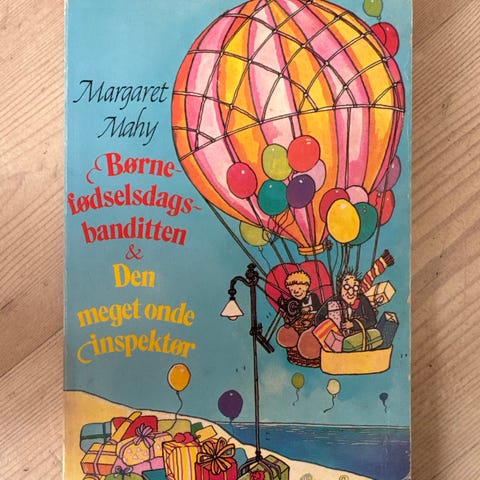 Margaret
Mahy
Børne-
fødselsdags-
banditten
&
Den
meget onde
inspektør